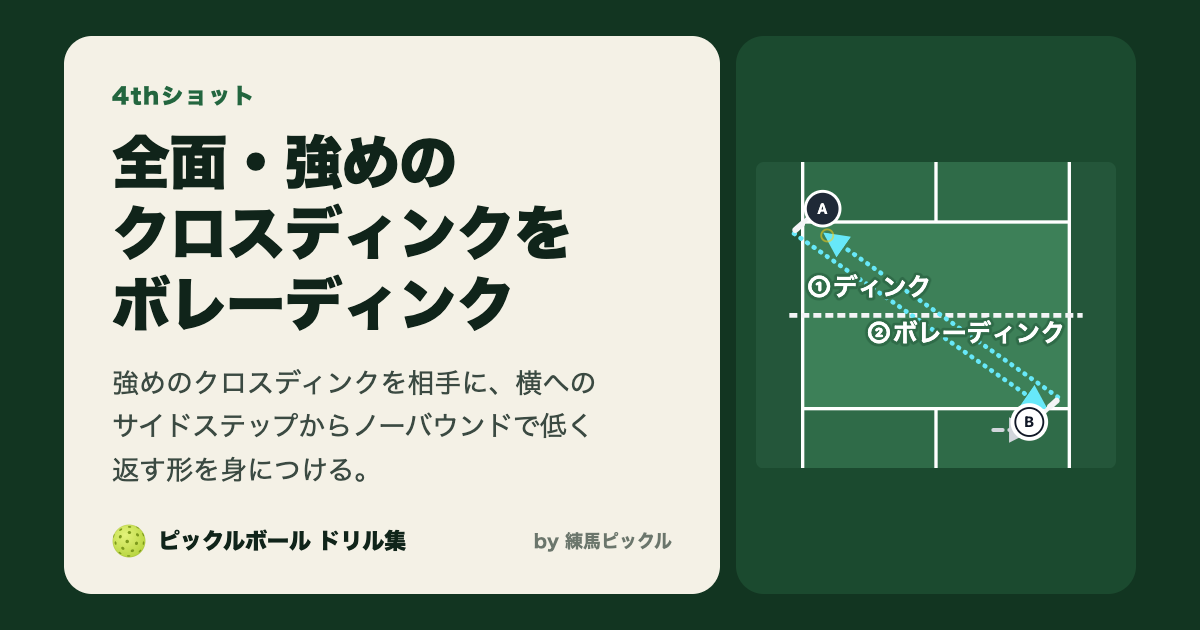 4thショット
全面・強めの
クロスディンクを
ボレーディンク
強めのクロスディンクを相手に、横への
サイドステップからノーバウンドで低く
返す形を身につける。
ピックルボール ドリル集
by 練馬ピックル
A
①ディンク
②ボレーディンク
B